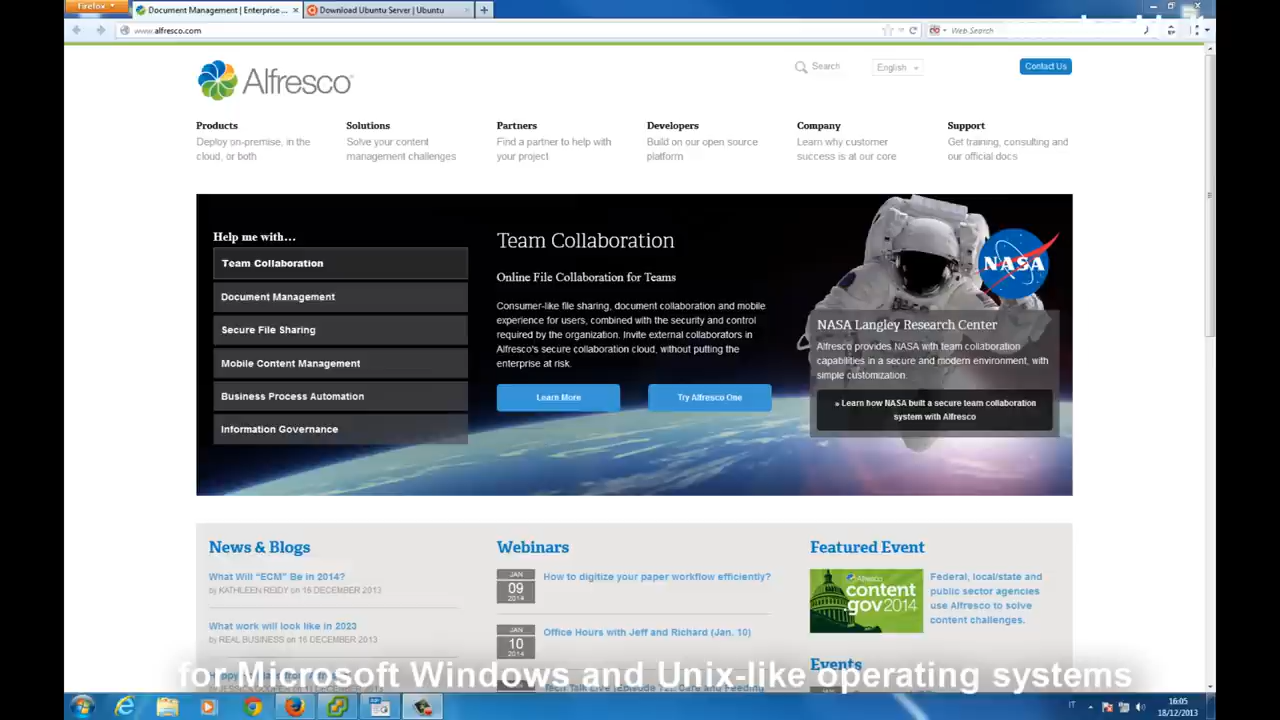 Firefox
Document Management | Enterprise ...
Download Ubuntu Server | Ubuntu
www.alfresco.com
Web Search
Alfresco
Search
English
Contact Us
Products
Deploy on-premise, in the
cloud, or both
Solutions
Solve your content
management challenges
Partners
Find a partner to help with
your project
Developers
Build on our open source
platform
Company
Learn why customer
success is at our core
Support
Get training, consulting and
our official docs
Help me with...
Team Collaboration
Document Management
Secure File Sharing
Mobile Content Management
Business Process Automation
Information Governance
Team Collaboration
Online File Collaboration for Teams
Consumer-like file sharing, document collaboration and mobile
experience for users, combined with the security and control
required by the organization. Invite external collaborators in
Alfresco's secure collaboration cloud, without putting the
enterprise at risk.
Learn More
Try Alfresco One
NASA
NASA Langley Research Center
Alfresco provides NASA with team collaboration
capabilities in a secure and modern environment, with
simple customization.
» Learn how NASA built a secure team collaboration
system with Alfresco
News & Blogs
What Will “ECM” Be in 2014?
by KATHLEEN REIDY on 16 DECEMBER 2013
What work will look like in 2023
by REAL BUSINESS on 16 DECEMBER 2013
Webinars
JAN
09
2014
How to digitize your paper workflow efficiently?
JAN
10
2014
Office Hours with Jeff and Richard (Jan. 10)
Featured Event
Alfresco
content
.gov2014
Federal, local/state and
public sector agencies
use Alfresco to solve
content challenges.
Events
for Microsoft Windows and Unix-like operating systems
IT
16:05
18/12/2013